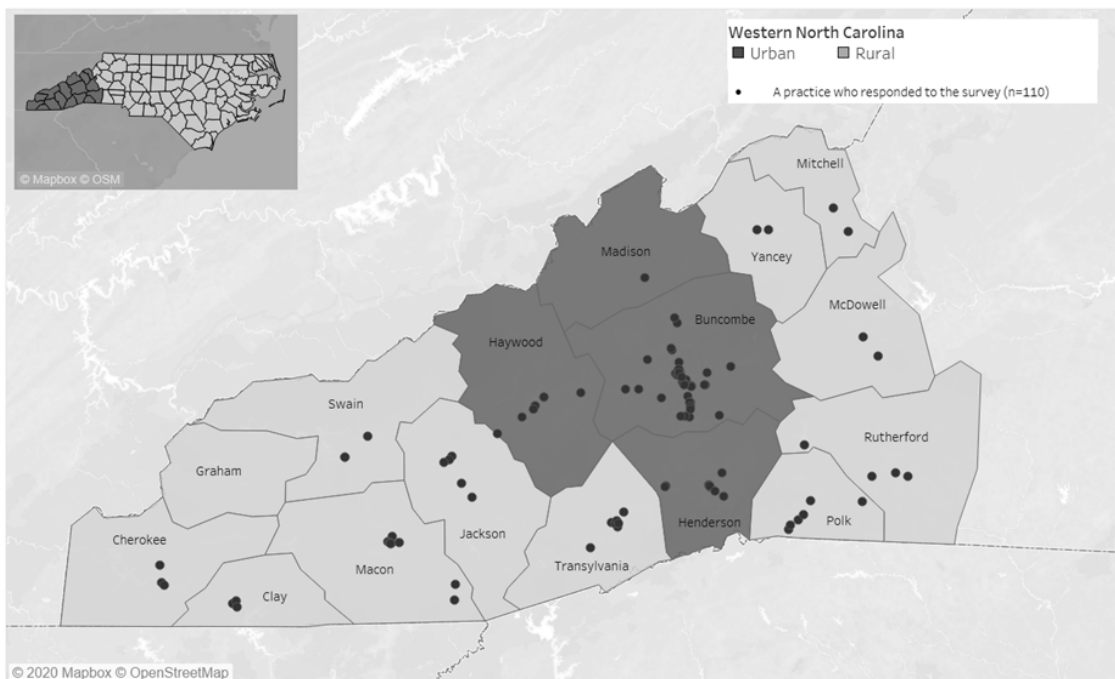 Western North Carolina
Urban Rural
A practice who responded to the survey (n=110)
© Mapbox © OSM
Mitchell
Madison
Yancey
McDowell
Buncombe
Haywood
Swain
Rutherford
Graham
Polk
Henderson
Jackson
Cherokee
Transylvania
Macon
Clay
© 2020 Mapbox © OpenStreetMap